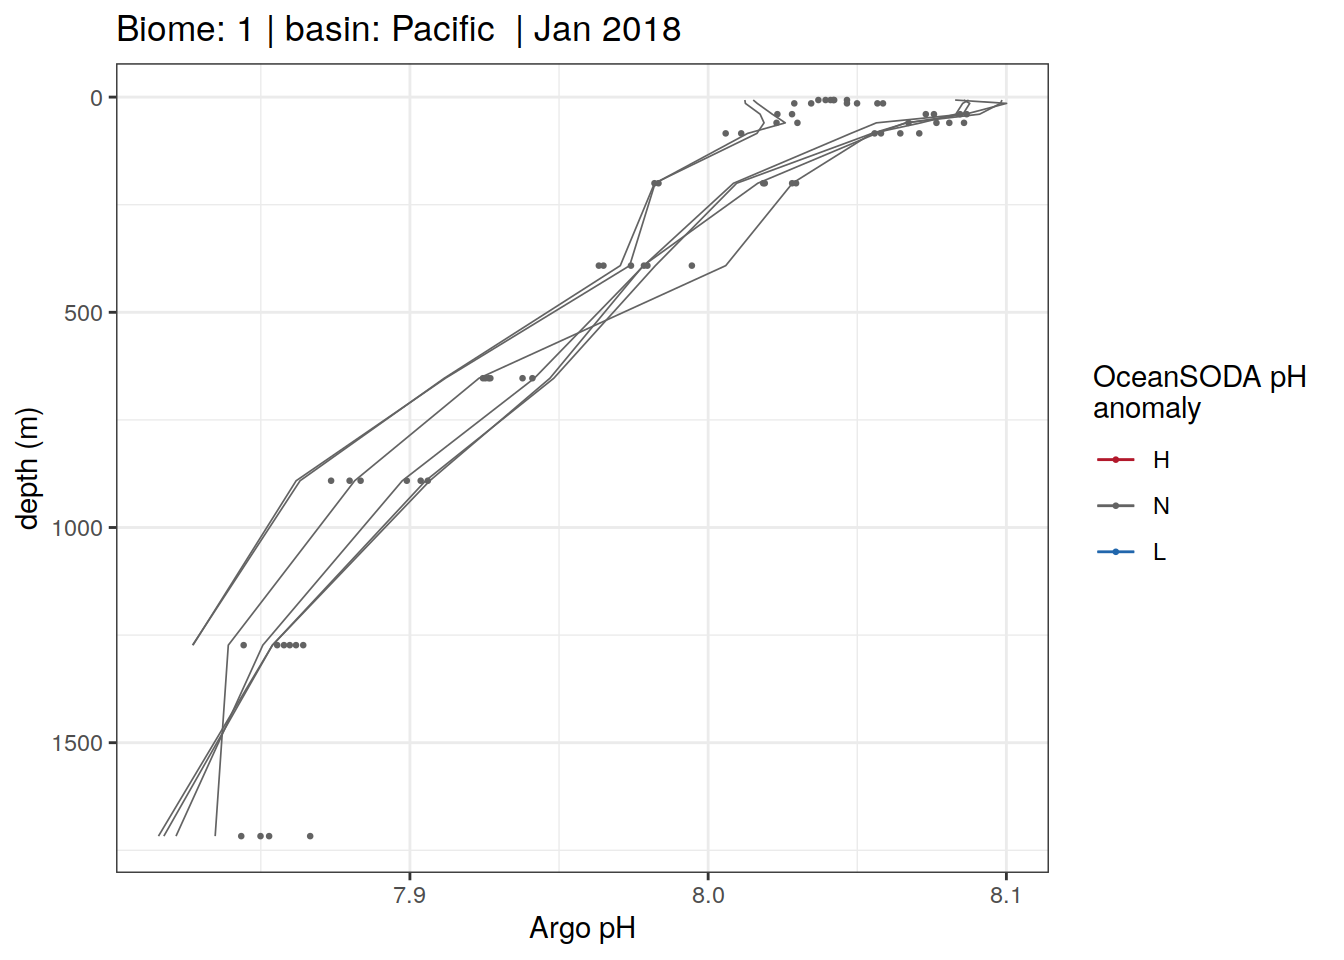 Biome: 1 | basin: Pacific  | Jan 2018
0
500
1000
1500
depth (m)
7.9
8.0
8.1
Argo pH
OceanSODA pH
anomaly
H
N
L